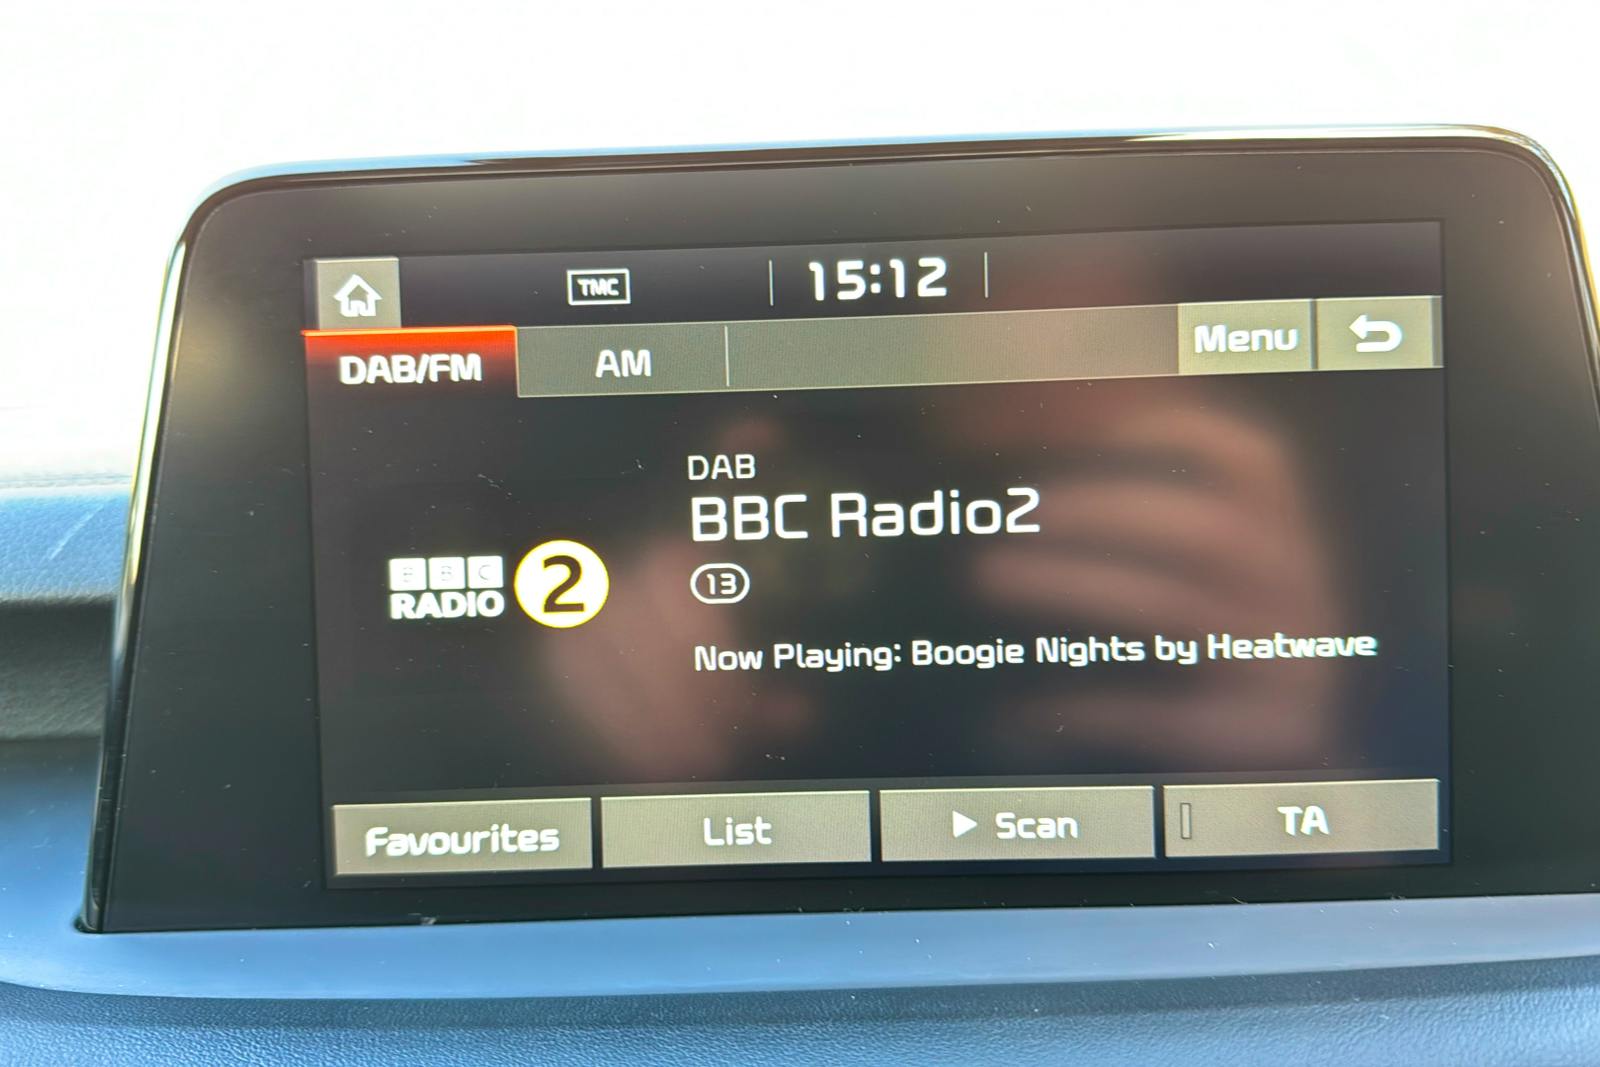 TMC
15:12
DAB/FM
AM
Menu
DAB
BBC Radio2
13
BBC
RADIO
2
Now Playing: Boogie Nights by Heatwave
Favourites
List
Scan
TA